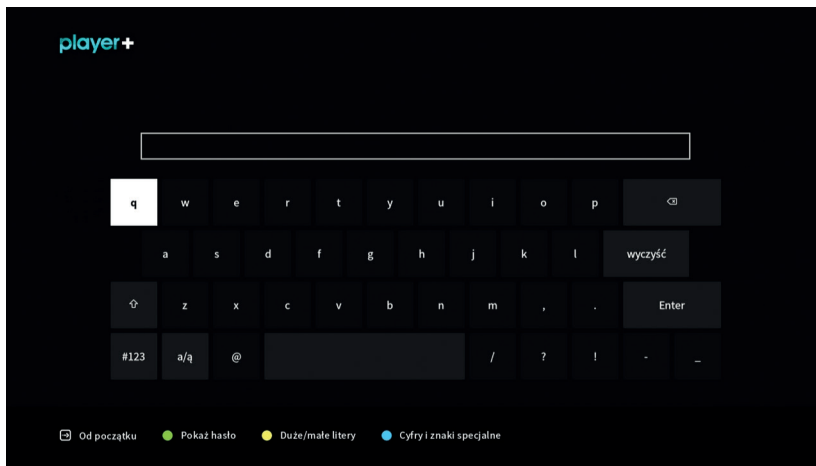 player+
q w e r t y u i o p
a s d f g h j k l wyczyść
z x c v b n m , . Enter
#123 a/ą @ / ? ! - _
Od początku Pokaż hasło Duże/małe litery Cyfry i znaki specjalne